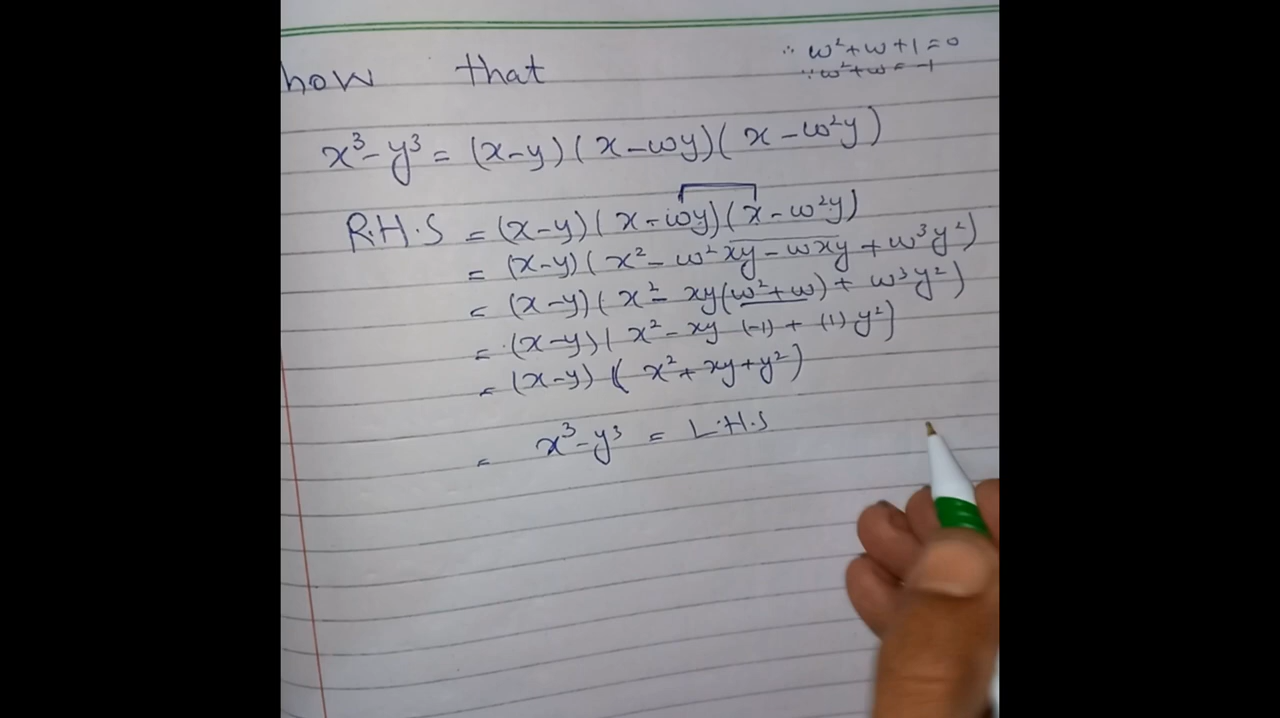 how that
∴ ω²+ω+1=0
∵ ω²+ω=-1
x³-y³ = (x-y)(x-ωy)(x-ω²y)
R.H.S = (x-y)(x-ωy)(x-ω²y)
= (x-y)(x²-ω²xy-ωxy+ω³y²)
= (x-y)(x²-xy(ω²+ω)+ω³y²)
= (x-y)(x²-xy(-1)+(1)y²)
= (x-y)(x²+xy+y²)
= x³-y³ = L.H.S